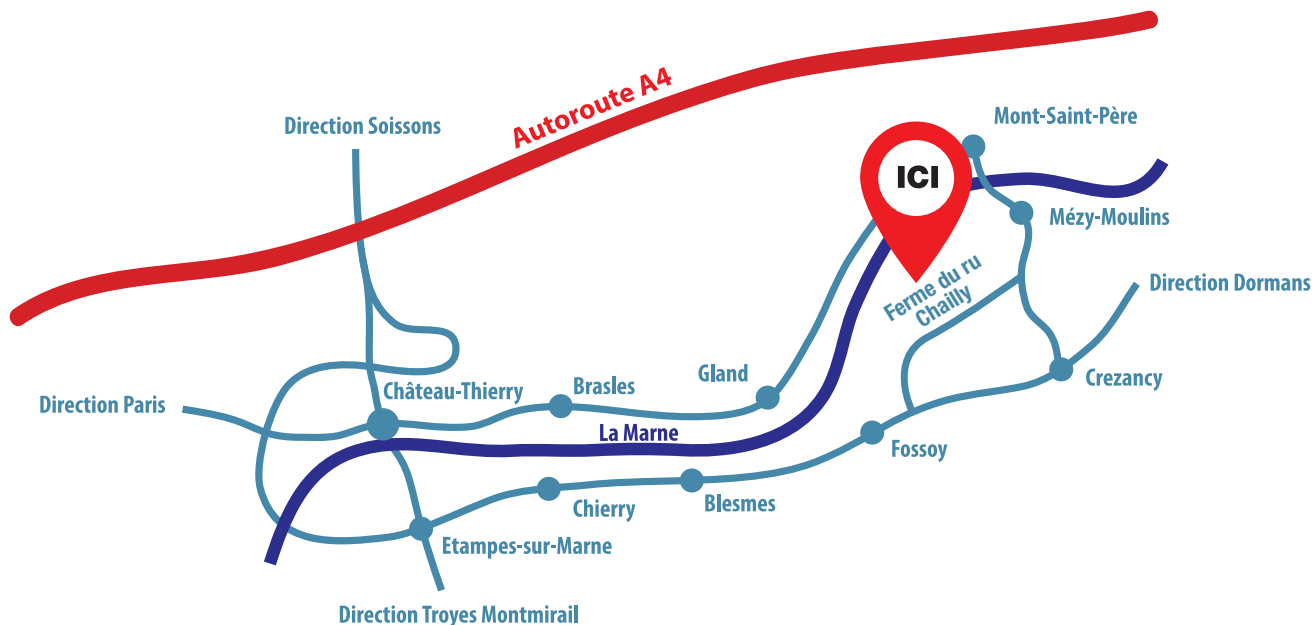 Autoroute A4
Direction Soissons
Mont-Saint-Père
ICI
Mézy-Moulins
Ferme du ru
Chailly
Direction Dormans
Gland
Brasles
Château-Thierry
Crezancy
Direction Paris
La Marne
Fossoy
Blesmes
Chierry
Etampes-sur-Marne
Direction Troyes Montmirail